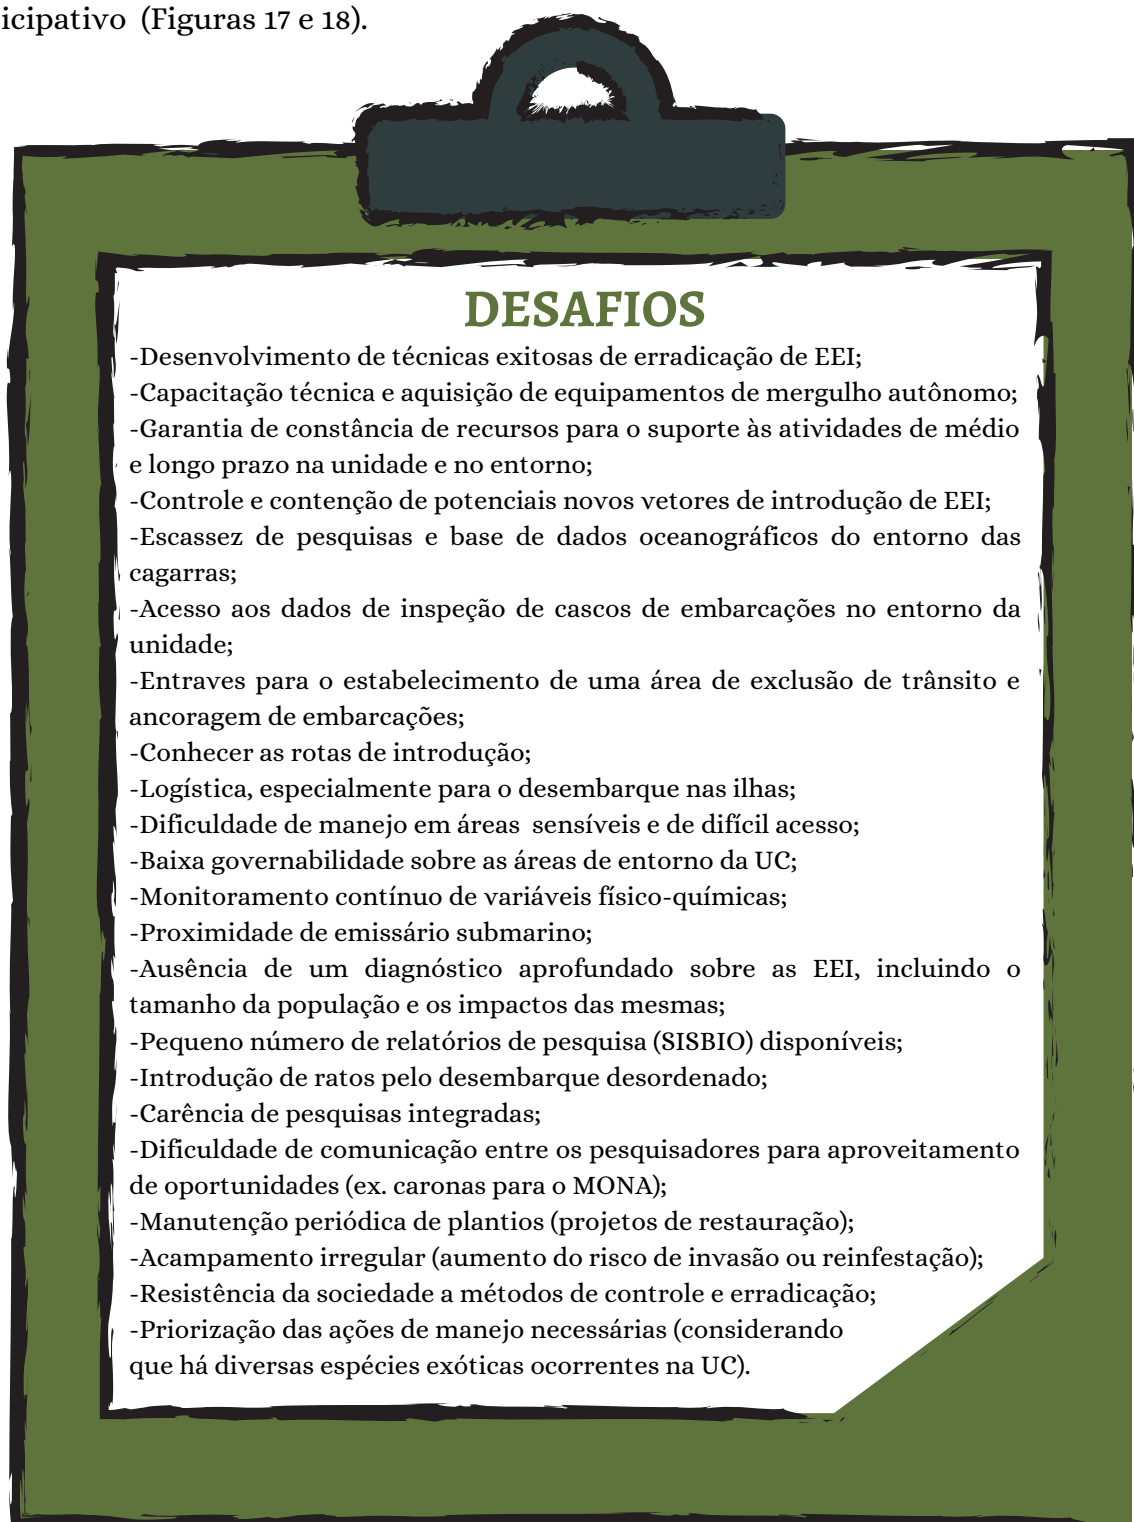 icipativo (Figuras 17 e 18).
DESAFIOS
-Desenvolvimento de técnicas exitosas de erradicação de EEI;
-Capacitação técnica e aquisição de equipamentos de mergulho autônomo;
-Garantia de constância de recursos para o suporte às atividades de médio
e longo prazo na unidade e no entorno;
-Controle e contenção de potenciais novos vetores de introdução de EEI;
-Escassez de pesquisas e base de dados oceanográficos do entorno das
cagarras;
-Acesso aos dados de inspeção de cascos de embarcações no entorno da
unidade;
-Entraves para o estabelecimento de uma área de exclusão de trânsito e
ancoragem de embarcações;
-Conhecer as rotas de introdução;
-Logística, especialmente para o desembarque nas ilhas;
-Dificuldade de manejo em áreas sensíveis e de difícil acesso;
-Baixa governabilidade sobre as áreas de entorno da UC;
-Monitoramento contínuo de variáveis físico-químicas;
-Proximidade de emissário submarino;
-Ausência de um diagnóstico aprofundado sobre as EEI, incluindo o
tamanho da população e os impactos das mesmas;
-Pequeno número de relatórios de pesquisa (SISBIO) disponíveis;
-Introdução de ratos pelo desembarque desordenado;
-Carência de pesquisas integradas;
-Dificuldade de comunicação entre os pesquisadores para aproveitamento
de oportunidades (ex. caronas para o MONA);
-Manutenção periódica de plantios (projetos de restauração);
-Acampamento irregular (aumento do risco de invasão ou reinfestação);
-Resistência da sociedade a métodos de controle e erradicação;
-Priorização das ações de manejo necessárias (considerando
que há diversas espécies exóticas ocorrentes na UC).